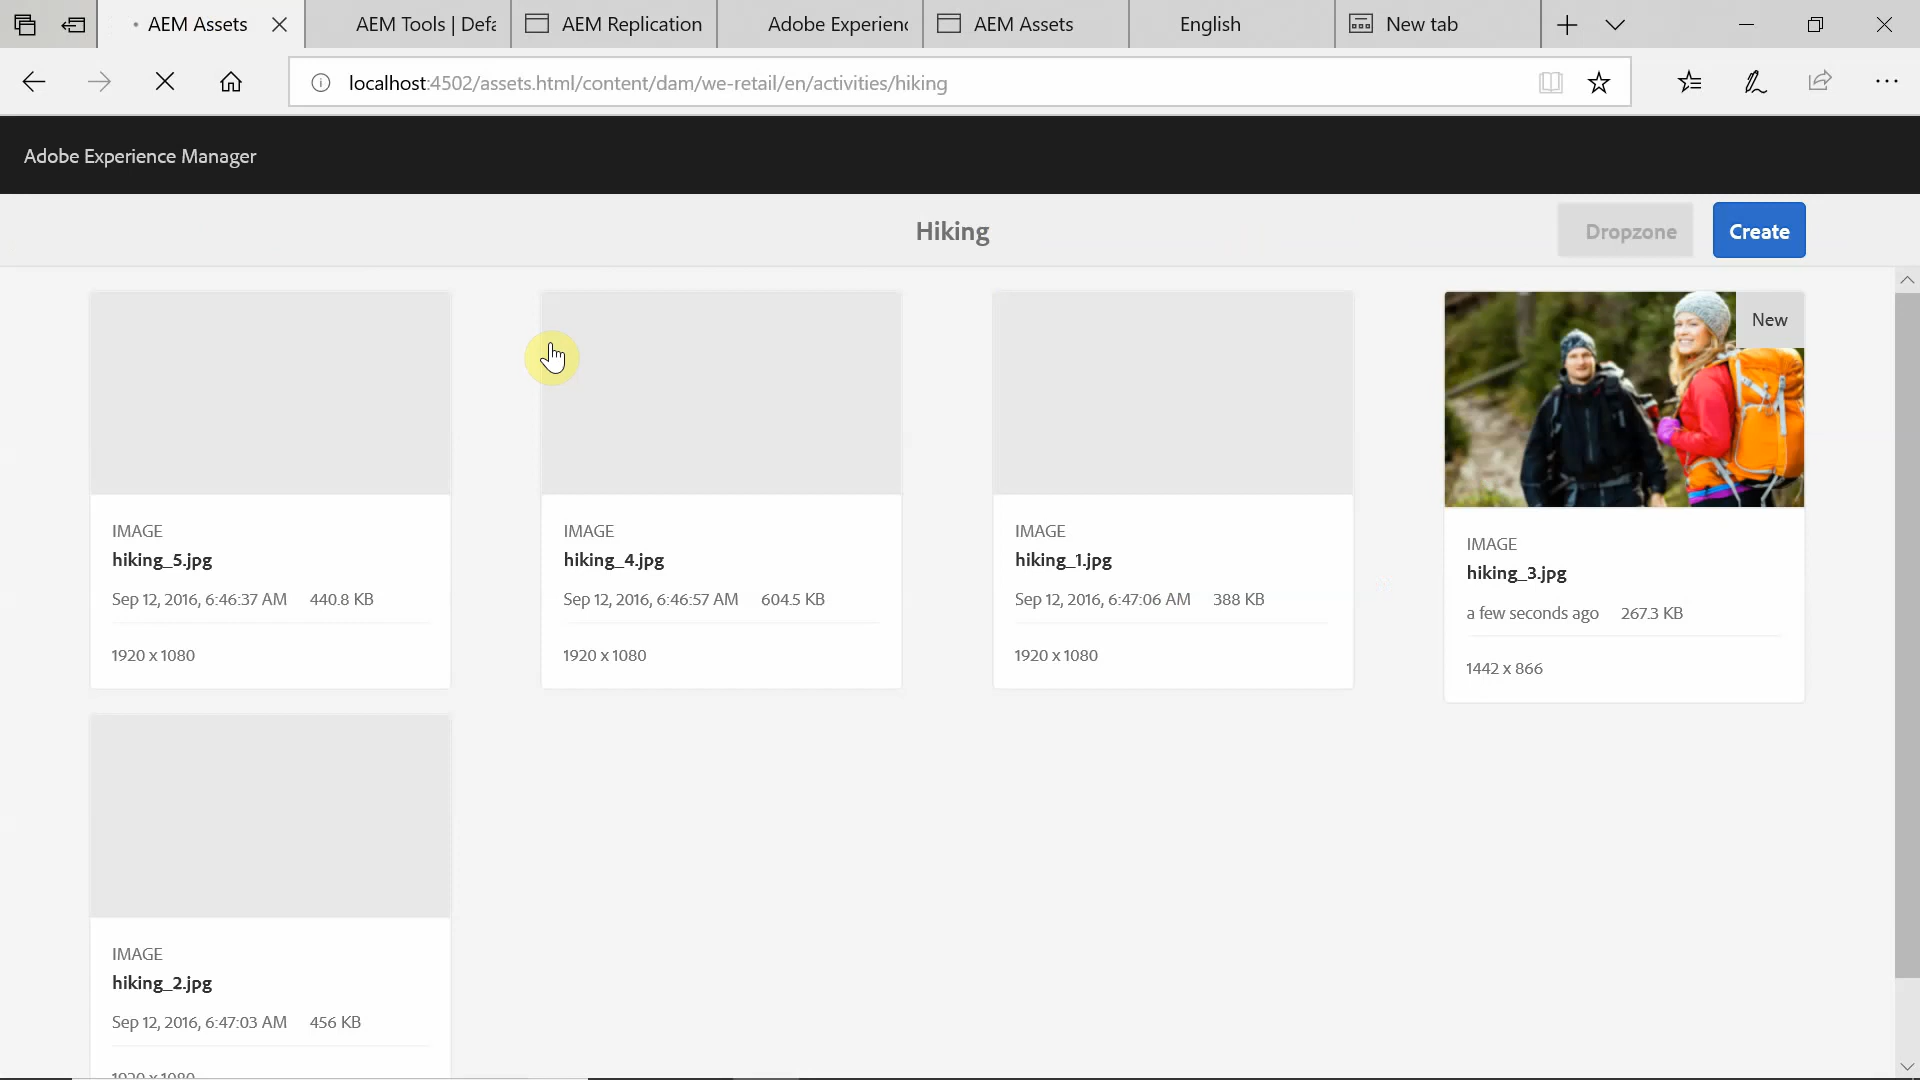 AEM Assets
AEM Tools | Defa
AEM Replication
Adobe Experienc
AEM Assets
English
New tab
localhost:4502/assets.html/content/dam/we-retail/en/activities/hiking
Adobe Experience Manager
Hiking
Dropzone
Create
IMAGE
hiking_5.jpg
Sep 12, 2016, 6:46:37 AM 440.8 KB
1920 x 1080
IMAGE
hiking_4.jpg
Sep 12, 2016, 6:46:57 AM 604.5 KB
1920 x 1080
IMAGE
hiking_1.jpg
Sep 12, 2016, 6:47:06 AM 388 KB
1920 x 1080
New
IMAGE
hiking_3.jpg
a few seconds ago 267.3 KB
1442 x 866
IMAGE
hiking_2.jpg
Sep 12, 2016, 6:47:03 AM 456 KB
1920 x 1080